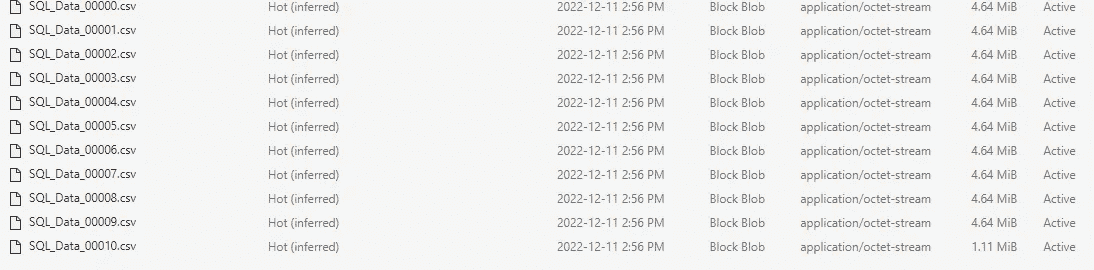 SQL_Data_00000.csv Hot (inferred) 2022-12-11 2:56 PM Block Blob application/octet-stream 4.64 MiB Active
SQL_Data_00001.csv Hot (inferred) 2022-12-11 2:56 PM Block Blob application/octet-stream 4.64 MiB Active
SQL_Data_00002.csv Hot (inferred) 2022-12-11 2:56 PM Block Blob application/octet-stream 4.64 MiB Active
SQL_Data_00003.csv Hot (inferred) 2022-12-11 2:56 PM Block Blob application/octet-stream 4.64 MiB Active
SQL_Data_00004.csv Hot (inferred) 2022-12-11 2:56 PM Block Blob application/octet-stream 4.64 MiB Active
SQL_Data_00005.csv Hot (inferred) 2022-12-11 2:56 PM Block Blob application/octet-stream 4.64 MiB Active
SQL_Data_00006.csv Hot (inferred) 2022-12-11 2:56 PM Block Blob application/octet-stream 4.64 MiB Active
SQL_Data_00007.csv Hot (inferred) 2022-12-11 2:56 PM Block Blob application/octet-stream 4.64 MiB Active
SQL_Data_00008.csv Hot (inferred) 2022-12-11 2:56 PM Block Blob application/octet-stream 4.64 MiB Active
SQL_Data_00009.csv Hot (inferred) 2022-12-11 2:56 PM Block Blob application/octet-stream 4.64 MiB Active
SQL_Data_00010.csv Hot (inferred) 2022-12-11 2:56 PM Block Blob application/octet-stream 1.11 MiB Active